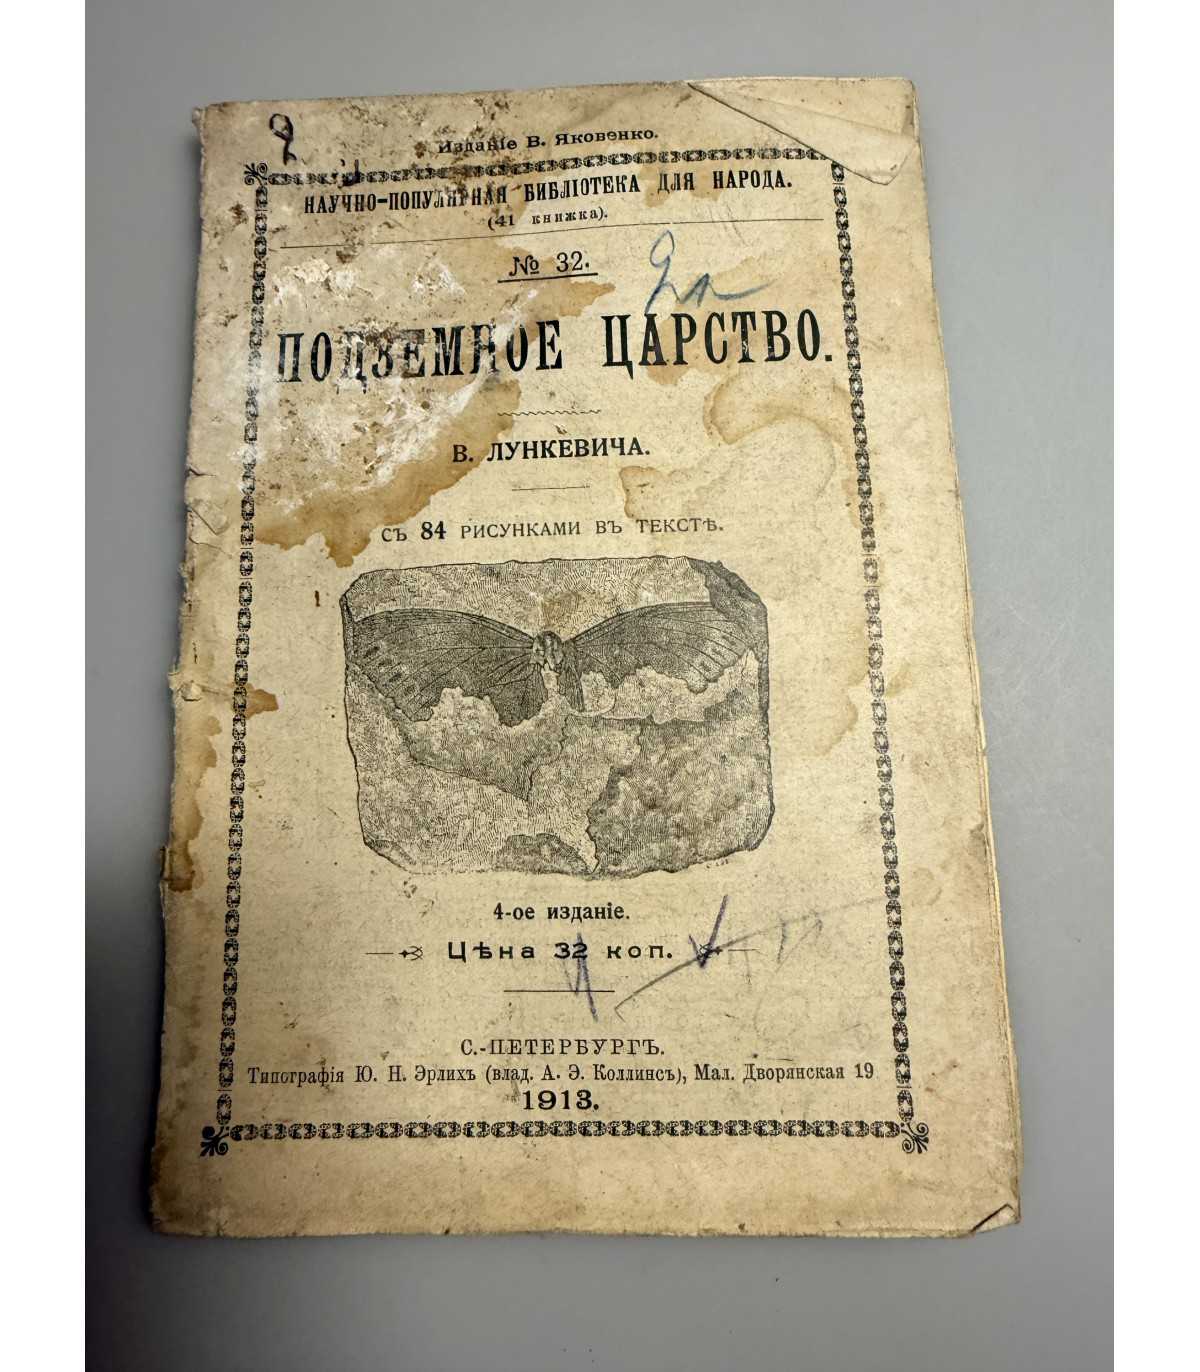 Изданіе В. Яковенко.
НАУЧНО-ПОПУЛЯРНАЯ БИБЛІОТЕКА ДЛЯ НАРОДА.
(41 книжка).
№ 32.
ПОДЗЕМНОЕ ЦАРСТВО.
В. ЛУНКЕВИЧА.
СЪ 84 РИСУНКАМИ ВЪ ТЕКСТѢ.
4-ое изданіе.
Цѣна 32 коп.
С.-ПЕТЕРБУРГЪ.
Типографія Ю. Н. Эрлихъ (влад. А. Э. Коллинсъ), Мал. Дворянская 19
1913.